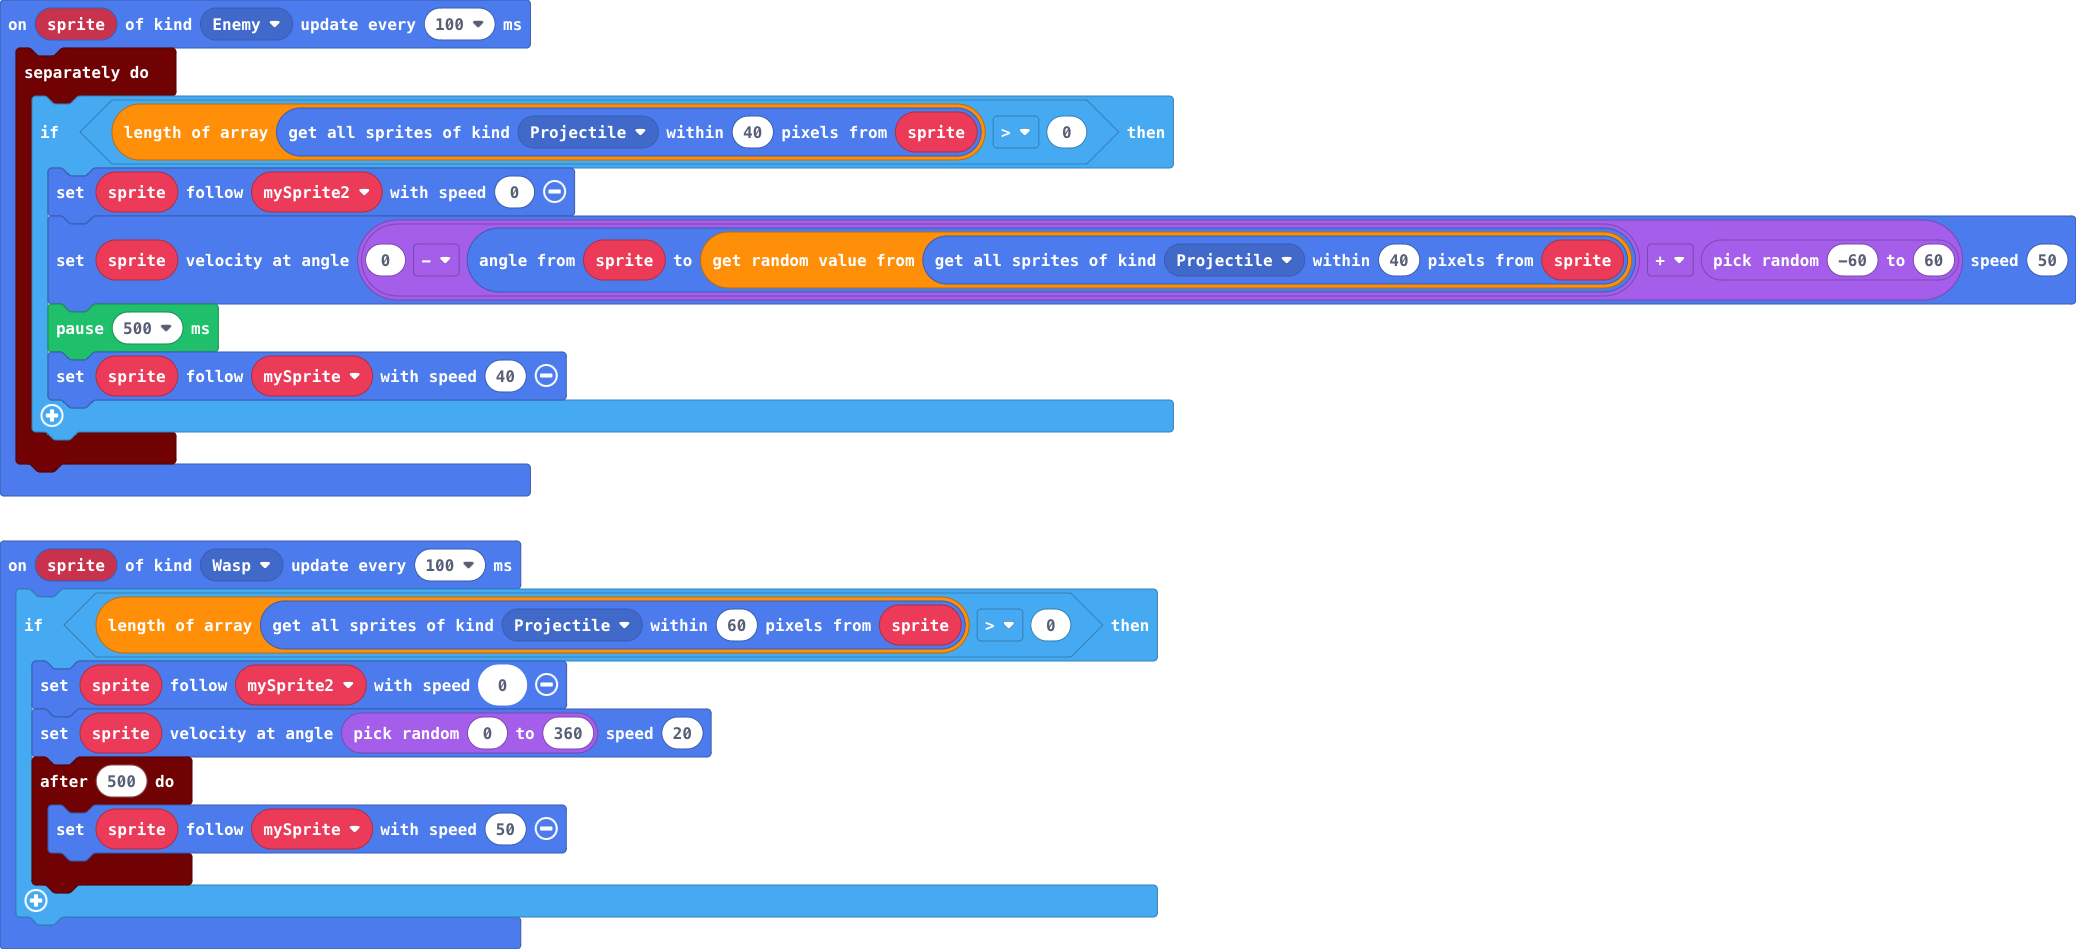 on sprite of kind Enemy update every 100 ms
separately do
if length of array get all sprites of kind Projectile within 40 pixels from sprite > 0 then
set sprite follow mySprite2 with speed 0
set sprite velocity at angle 0 - angle from sprite to get random value from get all sprites of kind Projectile within 40 pixels from sprite + pick random -60 to 60 speed 50
pause 500 ms
set sprite follow mySprite with speed 40
on sprite of kind Wasp update every 100 ms
if length of array get all sprites of kind Projectile within 60 pixels from sprite > 0 then
set sprite follow mySprite2 with speed 0
set sprite velocity at angle pick random 0 to 360 speed 20
after 500 do
set sprite follow mySprite with speed 50